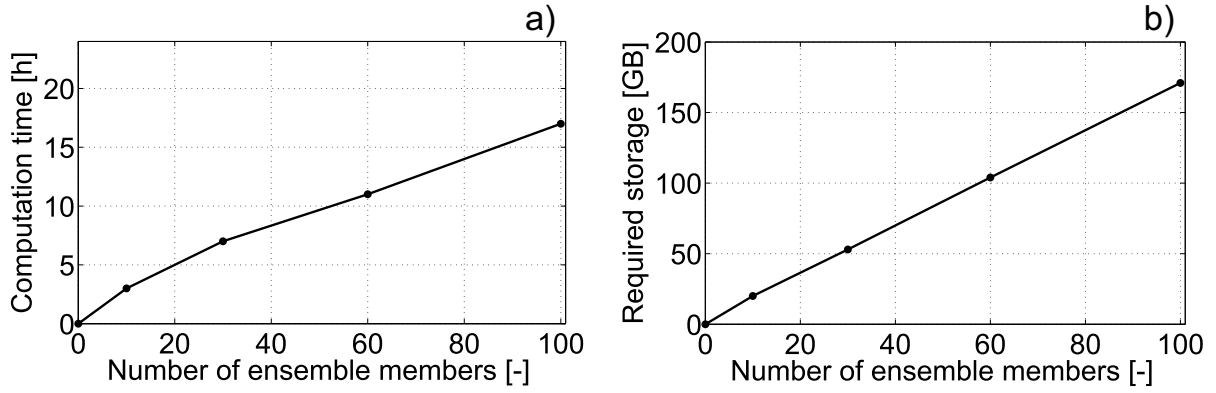 a)
Computation time [h]
20
15
10
5
0
0 20 40 60 80 100
Number of ensemble members [-]
b)
Required storage [GB]
200
150
100
50
0
0 20 40 60 80 100
Number of ensemble members [-]